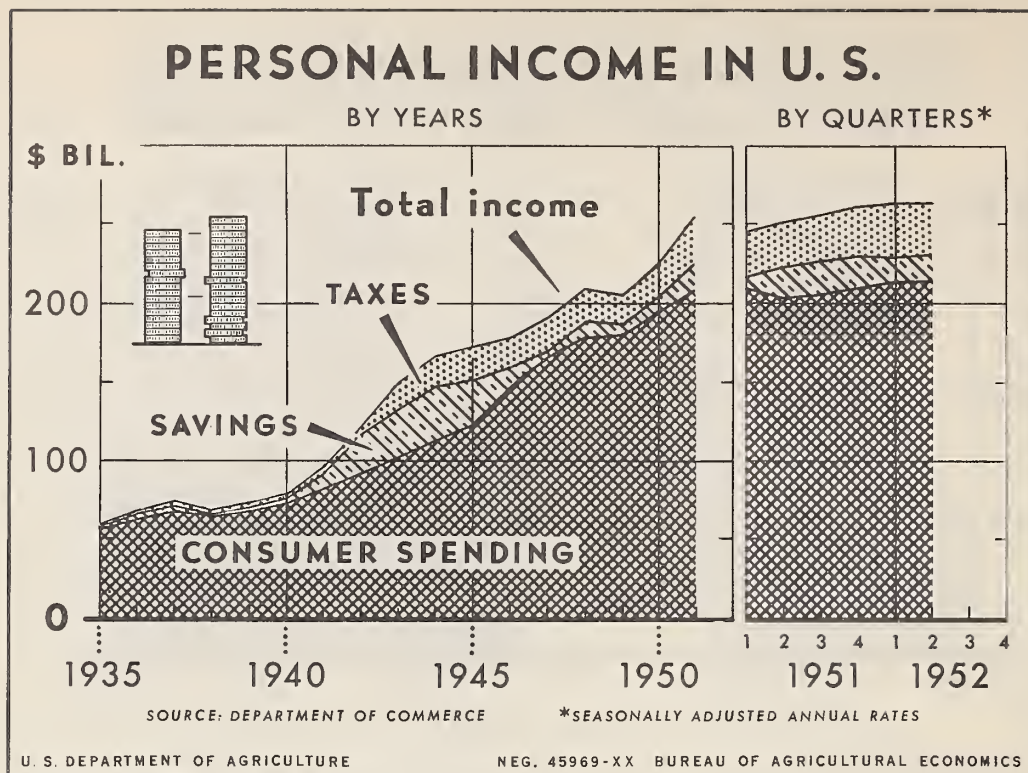 PERSONAL INCOME IN U. S.
BY YEARS
BY QUARTERS*
$ BIL.
Total income
TAXES
200
SAVINGS
100
CONSUMER SPENDING
0
1 2 3 4 1 2 3 4
1935 1940 1945 1950 1951 1952
SOURCE: DEPARTMENT OF COMMERCE
*SEASONALLY ADJUSTED ANNUAL RATES
U. S. DEPARTMENT OF AGRICULTURE
NEG. 45969-XX BUREAU OF AGRICULTURAL ECONOMICS